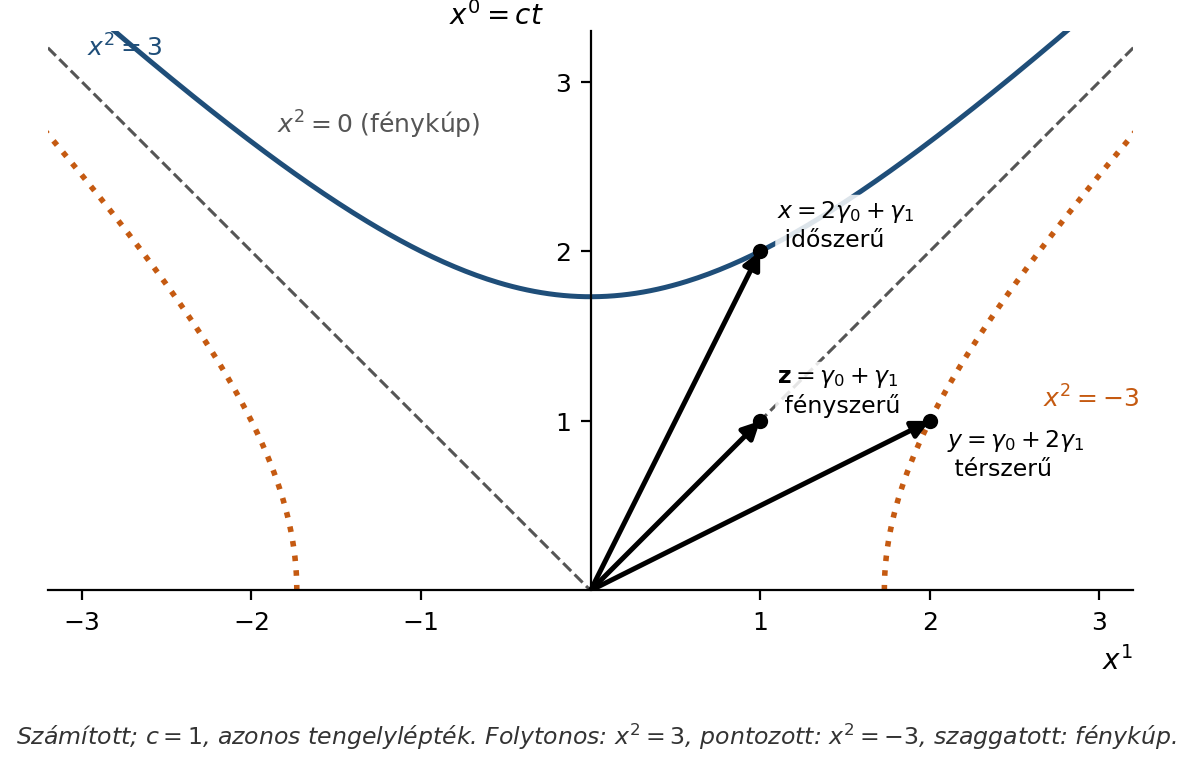 x⁰ = ct
x² = 3
3
x² = 0 (fénykúp)
x = 2γ₀ + γ₁
időszerű
2
z = γ₀ + γ₁
fényszerű
x² = −3
1
y = γ₀ + 2γ₁
térszerű
−3 −2 −1 1 2 3
x¹
Számított; c = 1, azonos tengelylépték. Folytonos: x² = 3, pontozott: x² = −3, szaggatott: fénykúp.